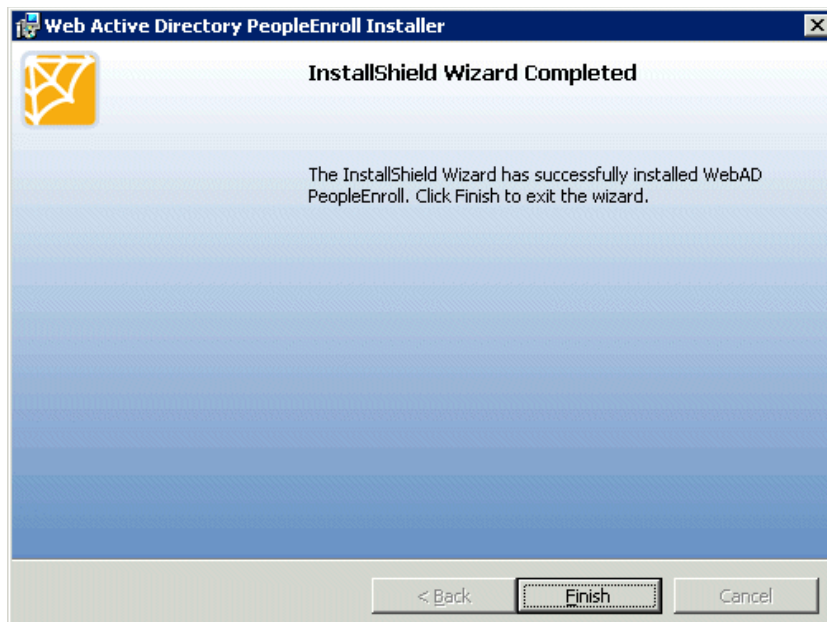 Web Active Directory PeopleEnroll Installer
InstallShield Wizard Completed
The InstallShield Wizard has successfully installed WebAD
PeopleEnroll. Click Finish to exit the wizard.
< Back
Finish
Cancel